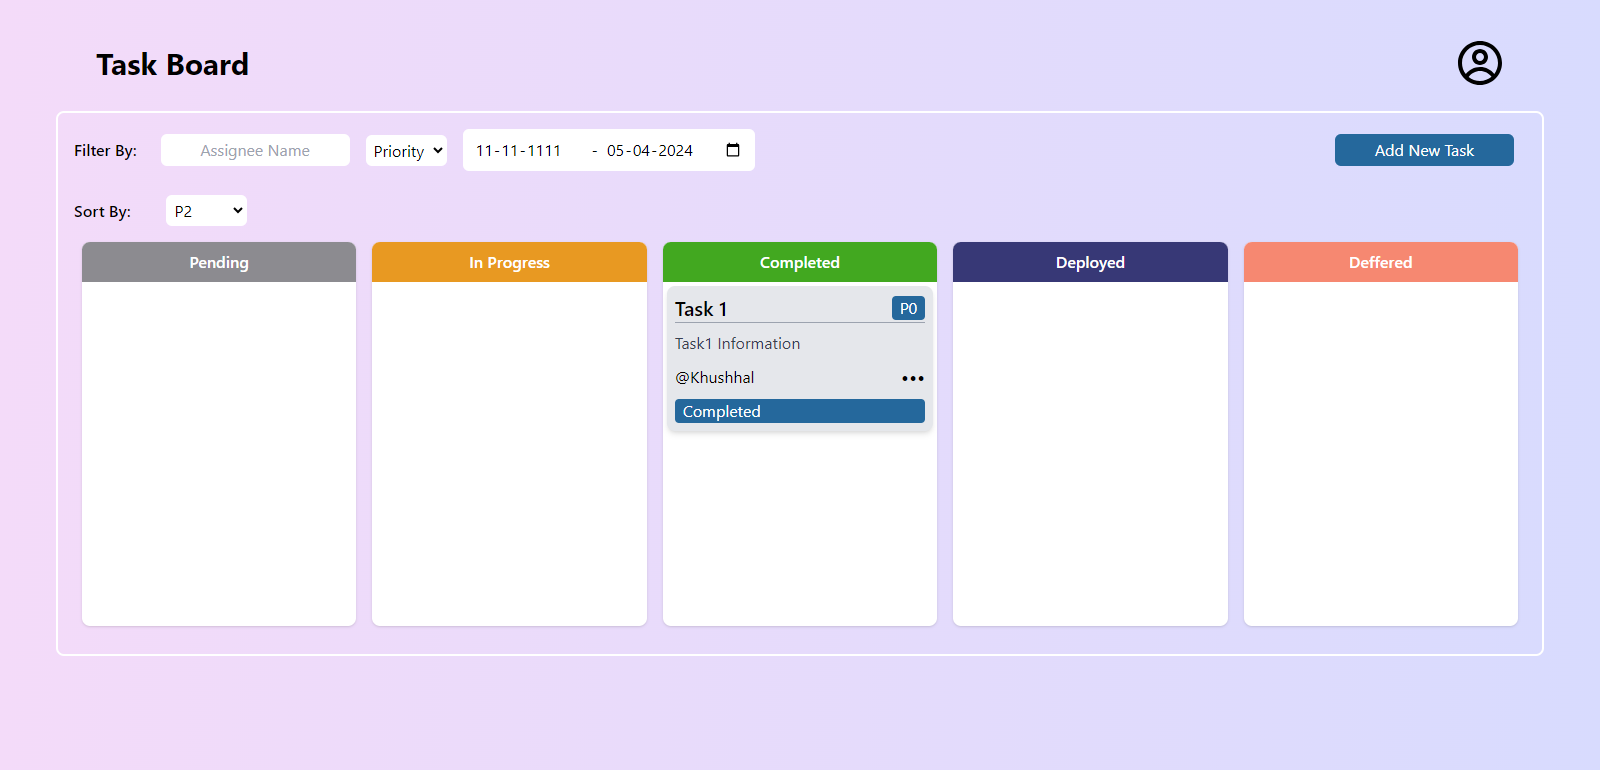 Task Board
Filter By: Assignee Name Priority 11-11-1111 - 05-04-2024 Add New Task
Sort By: P2
Pending In Progress Completed Deployed Deffered
Task 1 P0
Task1 Information
@Khushhal
Completed